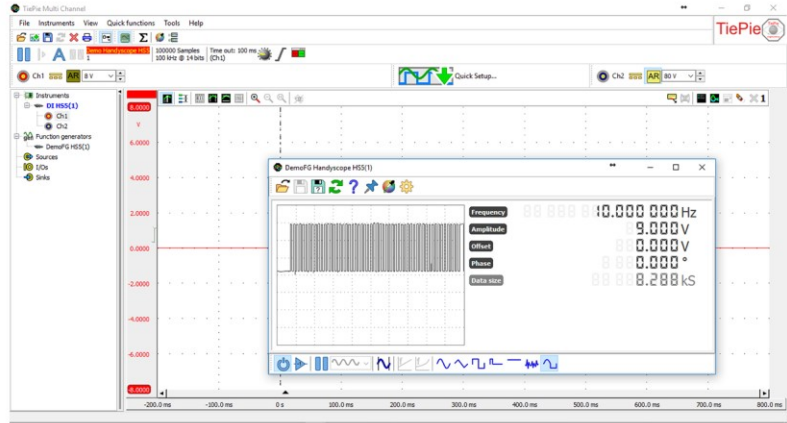 TiePie Multi Channel
File Instruments View Quick functions Tools Help
TiePie
Demo Handyscope HS5
1
100000 Samples
100 kHz @ 14 bits
Time out: 100 ms
(Ch1)
Ch1 AR 8 V
Quick Setup...
Ch2 AR 80 V
Instruments
DI HS5(1)
Ch1
Ch2
Function generators
DemoFG HS5(1)
Sources
I/Os
Sinks
1
8.0000
V
6.0000
4.0000
2.0000
0.0000
-2.0000
-4.0000
-6.0000
-8.0000
-200.0 ms -100.0 ms 0 s 100.0 ms 200.0 ms 300.0 ms 400.0 ms 500.0 ms 600.0 ms 700.0 ms 800.0 ms
DemoFG Handyscope HS5(1)
Frequency 10.000 000 Hz
Amplitude 9.000 V
Offset 0.000 V
Phase 0.000 °
Data size 8.288 kS